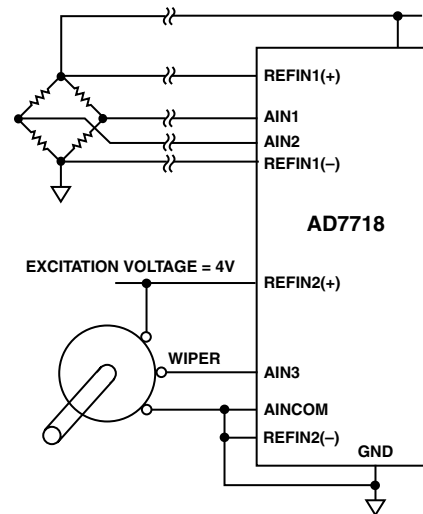 REFIN1(+)
AIN1
AIN2
REFIN1(–)
AD7718
EXCITATION VOLTAGE = 4V
REFIN2(+)
WIPER
AIN3
AINCOM
REFIN2(–)
GND